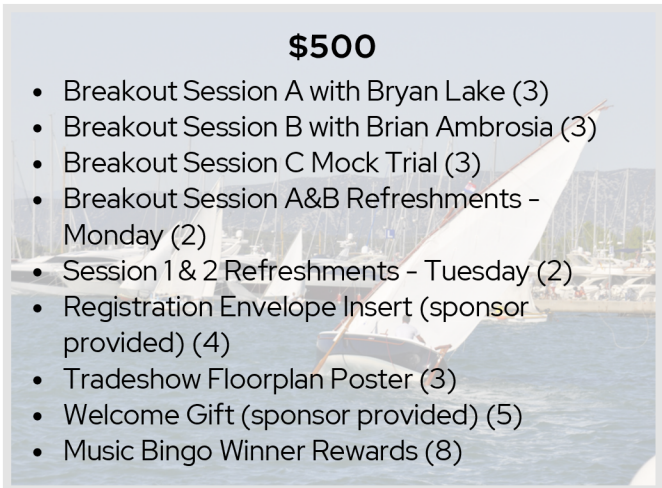 $500
• Breakout Session A with Bryan Lake (3)
• Breakout Session B with Brian Ambrosia (3)
• Breakout Session C Mock Trial (3)
• Breakout Session A&B Refreshments -
Monday (2)
• Session 1 & 2 Refreshments - Tuesday (2)
• Registration Envelope Insert (sponsor
provided) (4)
• Tradeshow Floorplan Poster (3)
• Welcome Gift (sponsor provided) (5)
• Music Bingo Winner Rewards (8)